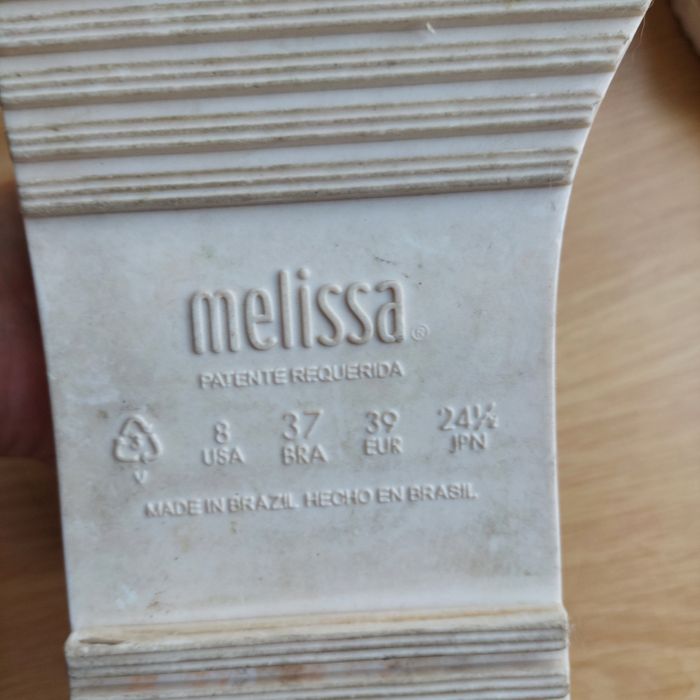 melissa®
PATENTE REQUERIDA
3 8 37 39 24½
V USA BRA EUR JPN
MADE IN BRAZIL HECHO EN BRASIL